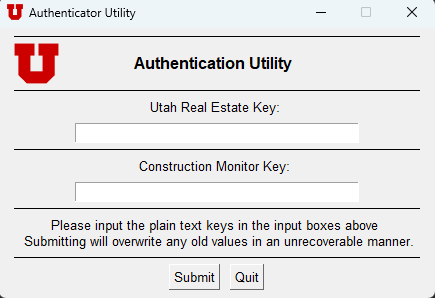 Authenticator Utility
Authentication Utility
Utah Real Estate Key:
Construction Monitor Key:
Please input the plain text keys in the input boxes above
Submitting will overwrite any old values in an unrecoverable manner.
Submit Quit